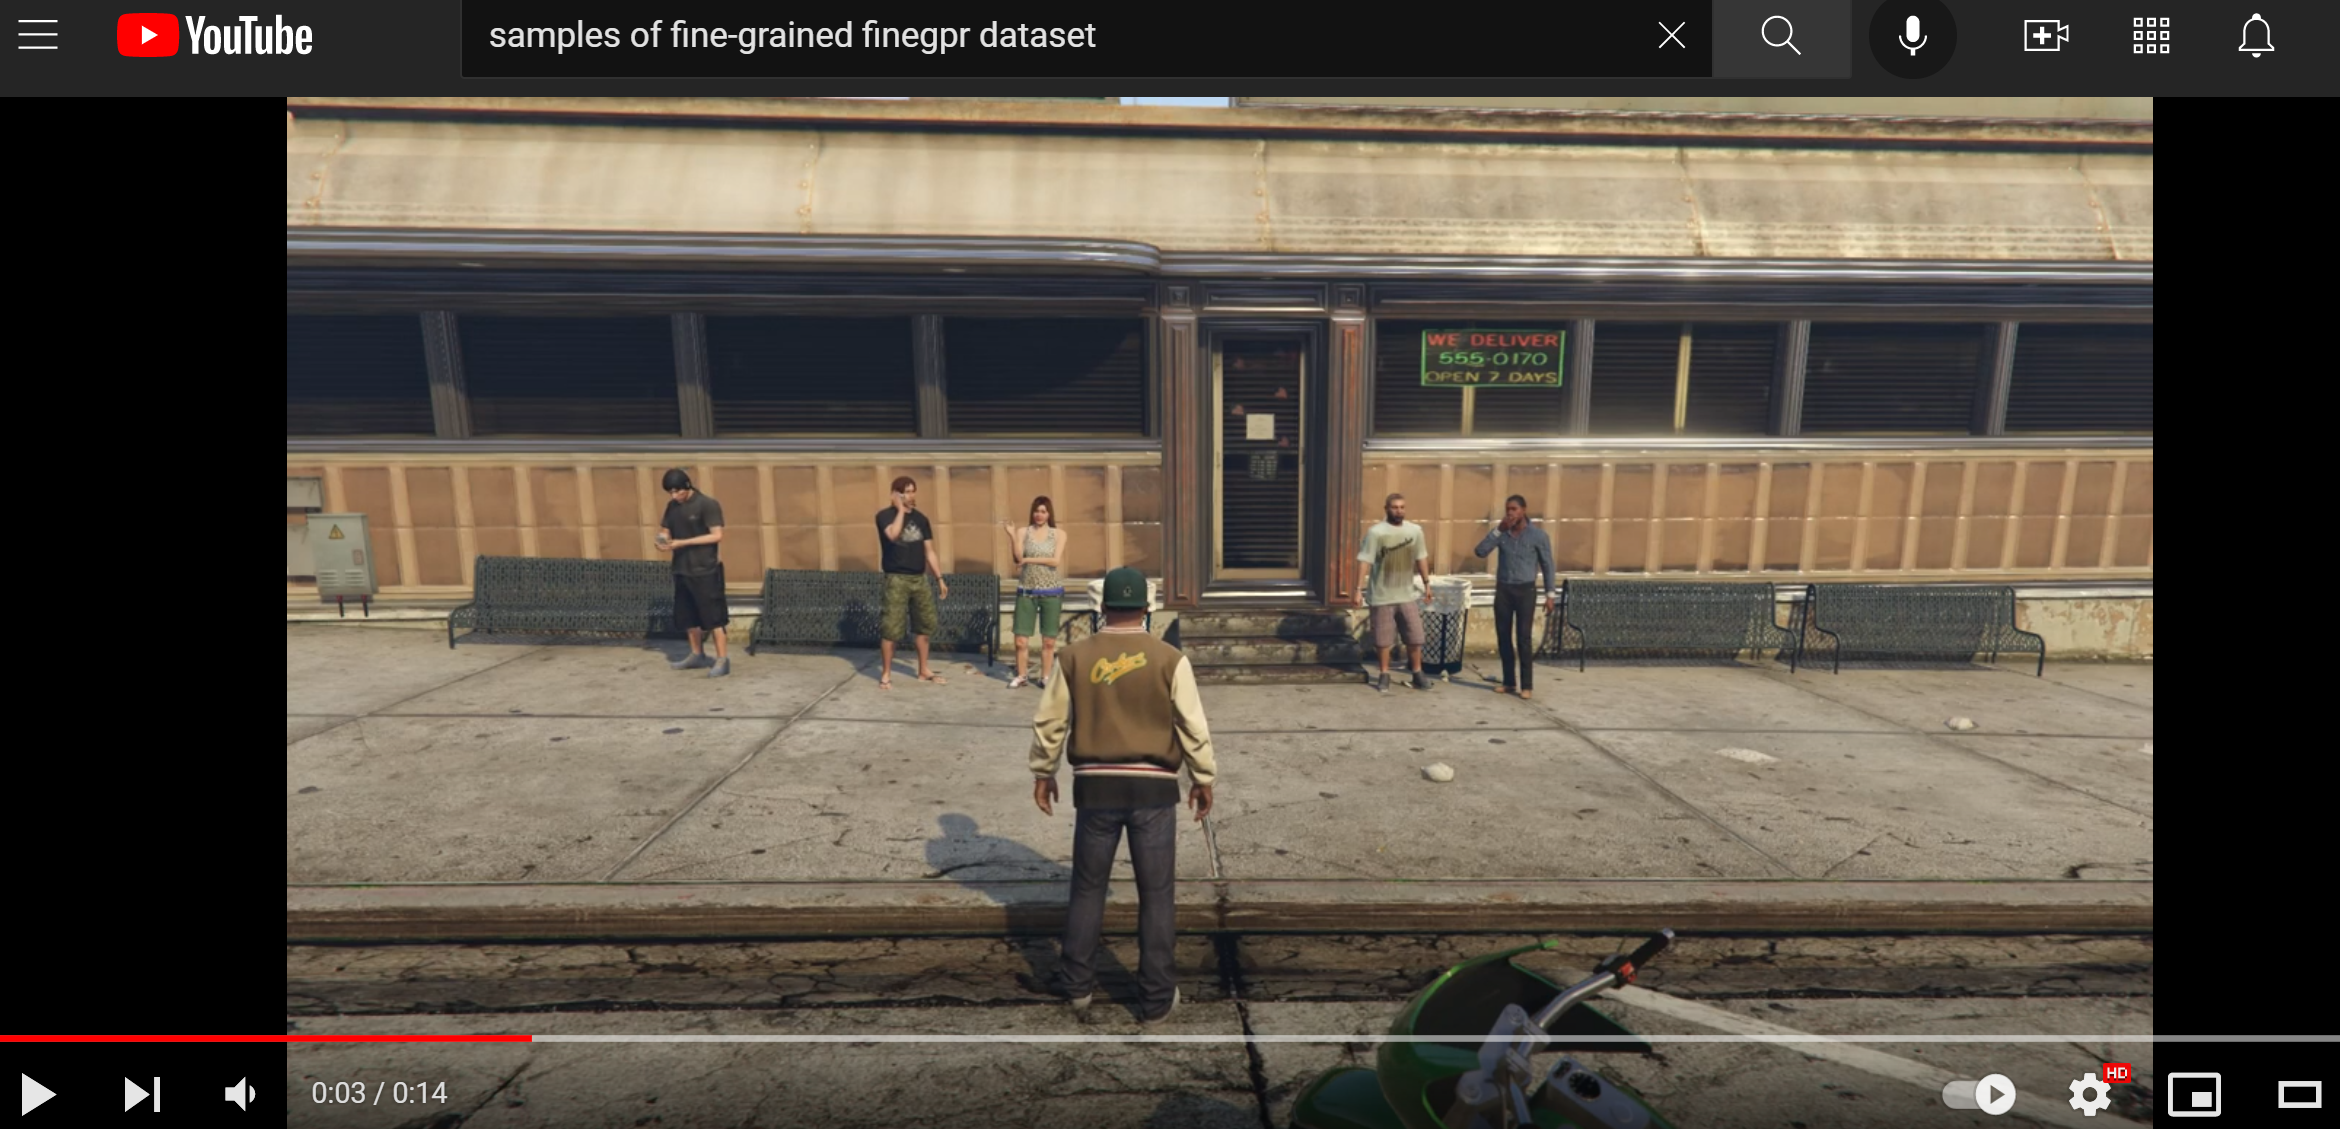 YouTube
samples of fine-grained finegpr dataset
WE DELIVER
555-0170
OPEN 7 DAYS
0:03 / 0:14
HD